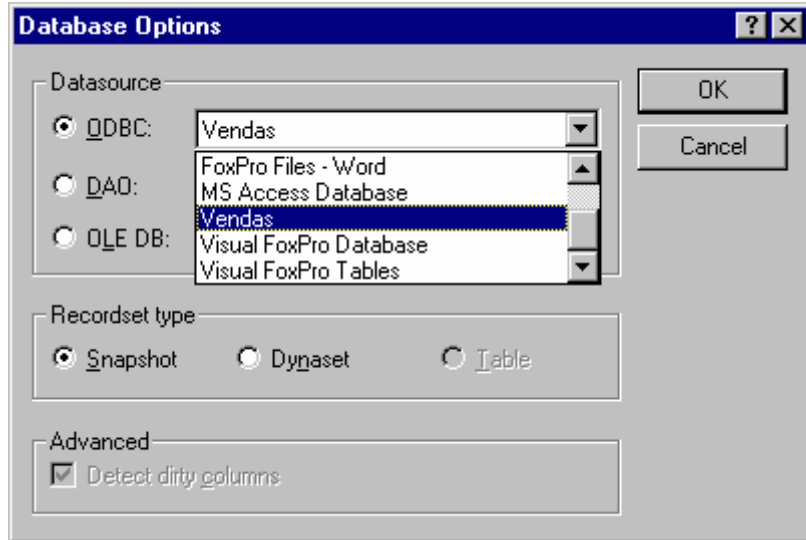 Database Options
Datasource
ODBC:
Vendas
FoxPro Files - Word
MS Access Database
Vendas
Visual FoxPro Database
Visual FoxPro Tables
DAO:
OLE DB:
OK
Cancel
Recordset type
Snapshot
Dynaset
Table
Advanced
Detect dirty columns